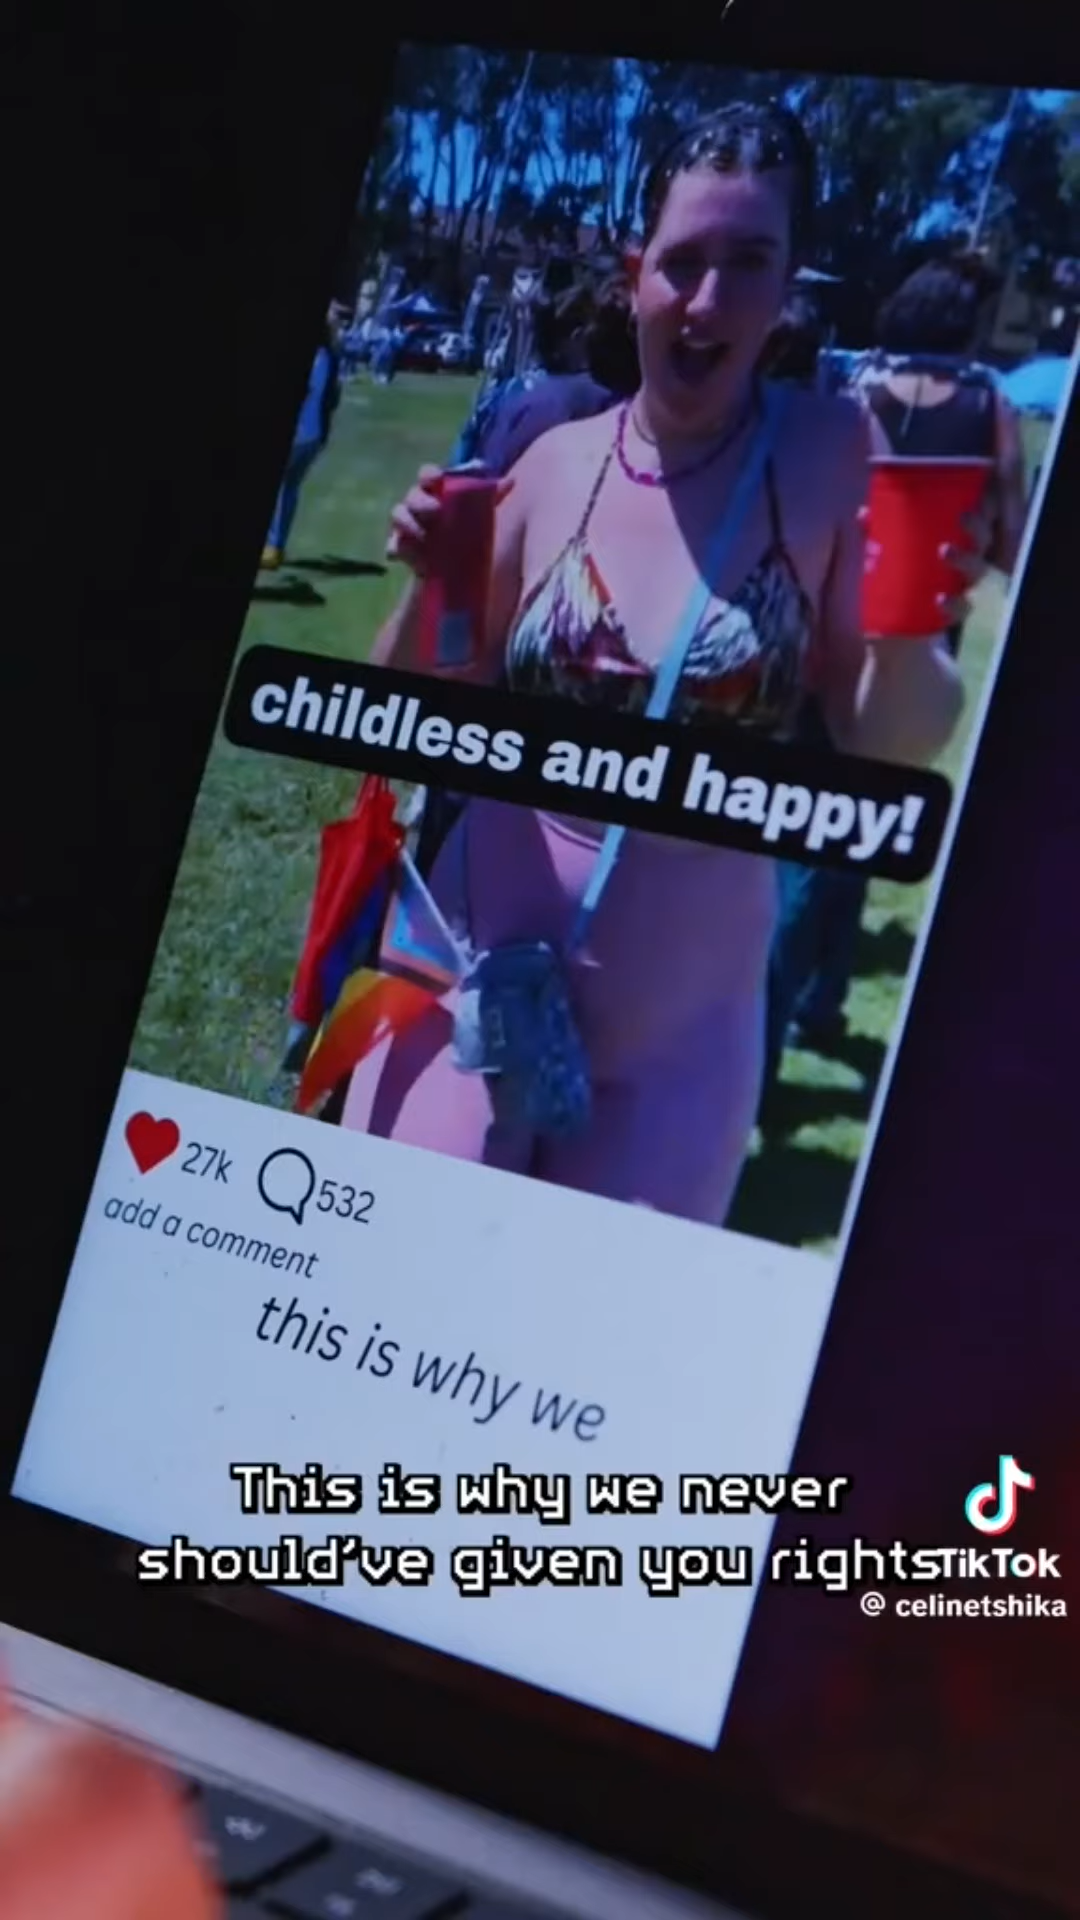 childless and happy!
27k 532
add a comment
this is why we
This is why we never
should've given you rights
TikTok
@ celinetshika